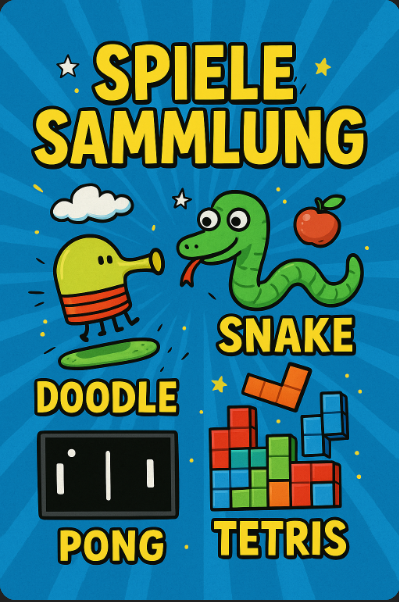 SPIELE
SAMMLUNG
DOODLE
SNAKE
PONG
TETRIS